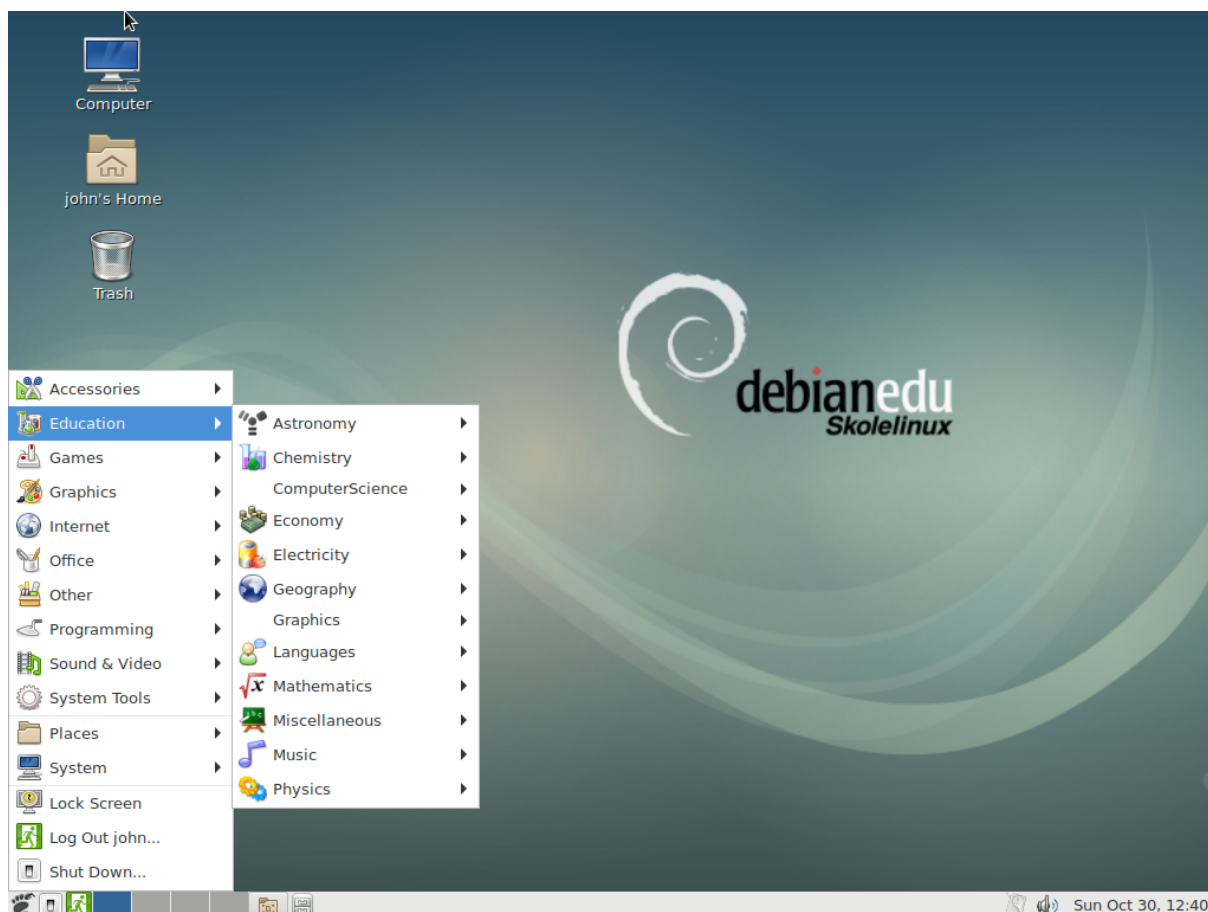 Computer
john's Home
Trash
debianedu
Skolelinux
Accessories
Education
Games
Graphics
Internet
Office
Other
Programming
Sound & Video
System Tools
Places
System
Lock Screen
Log Out john...
Shut Down...
Astronomy
Chemistry
ComputerScience
Economy
Electricity
Geography
Graphics
Languages
Mathematics
Miscellaneous
Music
Physics
Sun Oct 30, 12:40